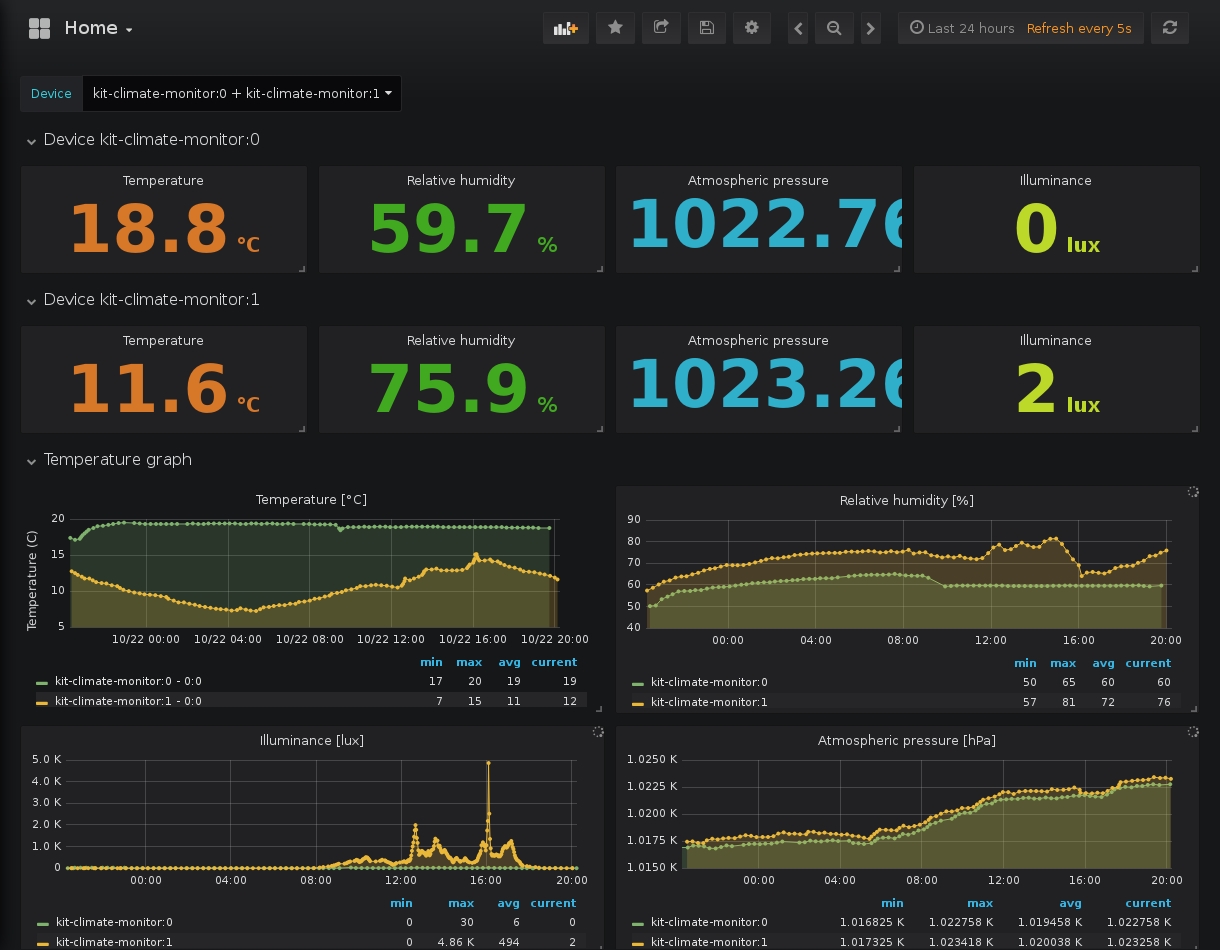 Home
Last 24 hours Refresh every 5s
Device kit-climate-monitor:0 + kit-climate-monitor:1
Device kit-climate-monitor:0
Temperature Relative humidity Atmospheric pressure Illuminance
18.8 °C 59.7 % 1022.76 0 lux
Device kit-climate-monitor:1
Temperature Relative humidity Atmospheric pressure Illuminance
11.6 °C 75.9 % 1023.26 2 lux
Temperature graph
Temperature [°C]
Temperature (C)
20
15
10
5
10/22 00:00 10/22 04:00 10/22 08:00 10/22 12:00 10/22 16:00 10/22 20:00
min max avg current
kit-climate-monitor:0 - 0:0 17 20 19 19
kit-climate-monitor:1 - 0:0 7 15 11 12
Relative humidity [%]
90
80
70
60
50
40
00:00 04:00 08:00 12:00 16:00 20:00
min max avg current
kit-climate-monitor:0 50 65 60 60
kit-climate-monitor:1 57 81 72 76
Illuminance [lux]
5.0 K
4.0 K
3.0 K
2.0 K
1.0 K
0
00:00 04:00 08:00 12:00 16:00 20:00
min max avg current
kit-climate-monitor:0 0 30 6 0
kit-climate-monitor:1 0 4.86 K 494 2
Atmospheric pressure [hPa]
1.0250 K
1.0225 K
1.0200 K
1.0175 K
1.0150 K
00:00 04:00 08:00 12:00 16:00 20:00
min max avg current
kit-climate-monitor:0 1.016825 K 1.022758 K 1.019458 K 1.022758 K
kit-climate-monitor:1 1.017325 K 1.023418 K 1.020038 K 1.023258 K